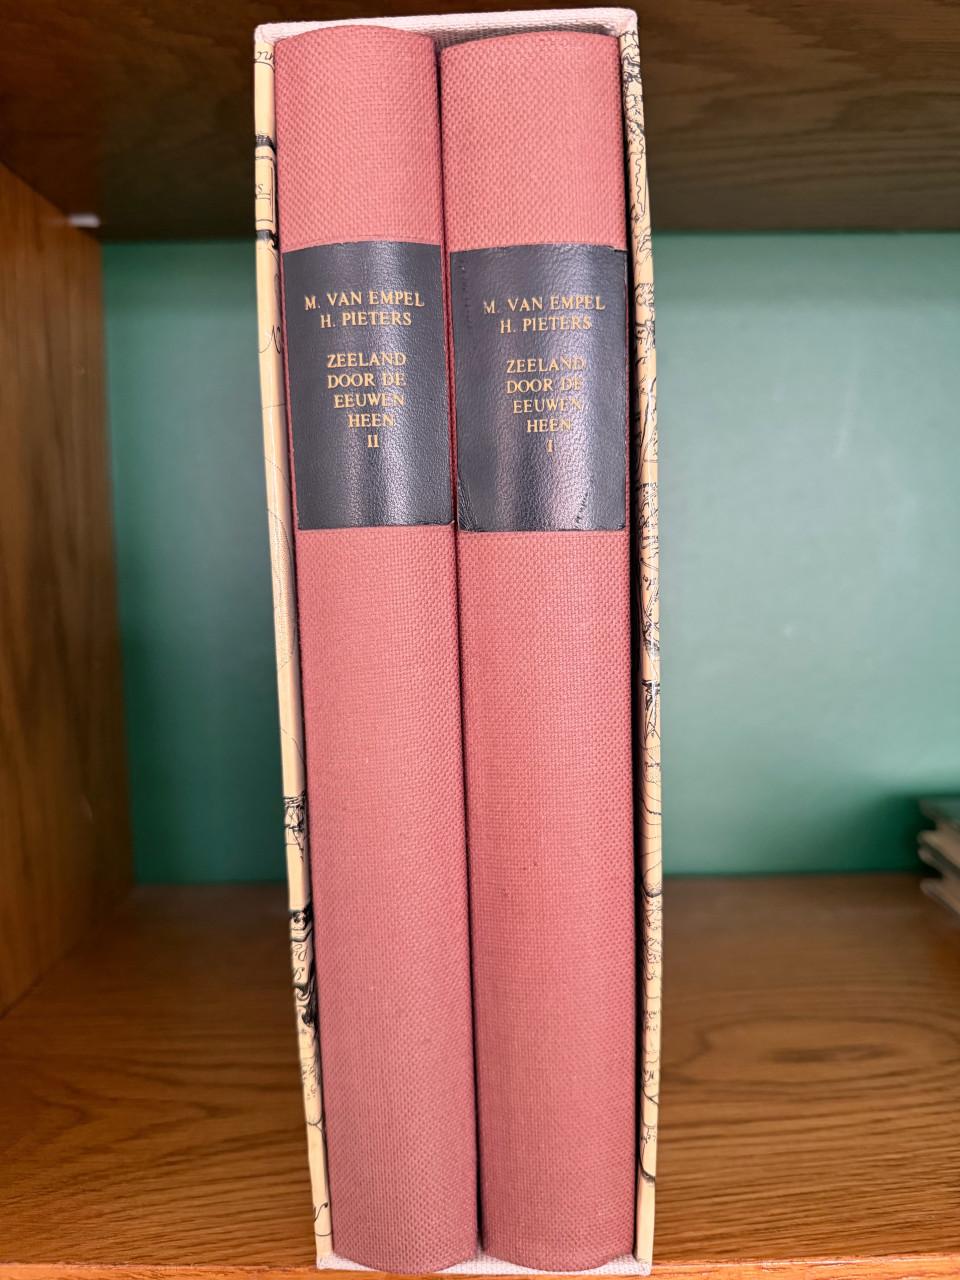 M. VAN EMPEL
H. PIETERS
ZEELAND
DOOR DE
EEUWEN
HEEN
II
M. VAN EMPEL
H. PIETERS
ZEELAND
DOOR DE
EEUWEN
HEEN
I